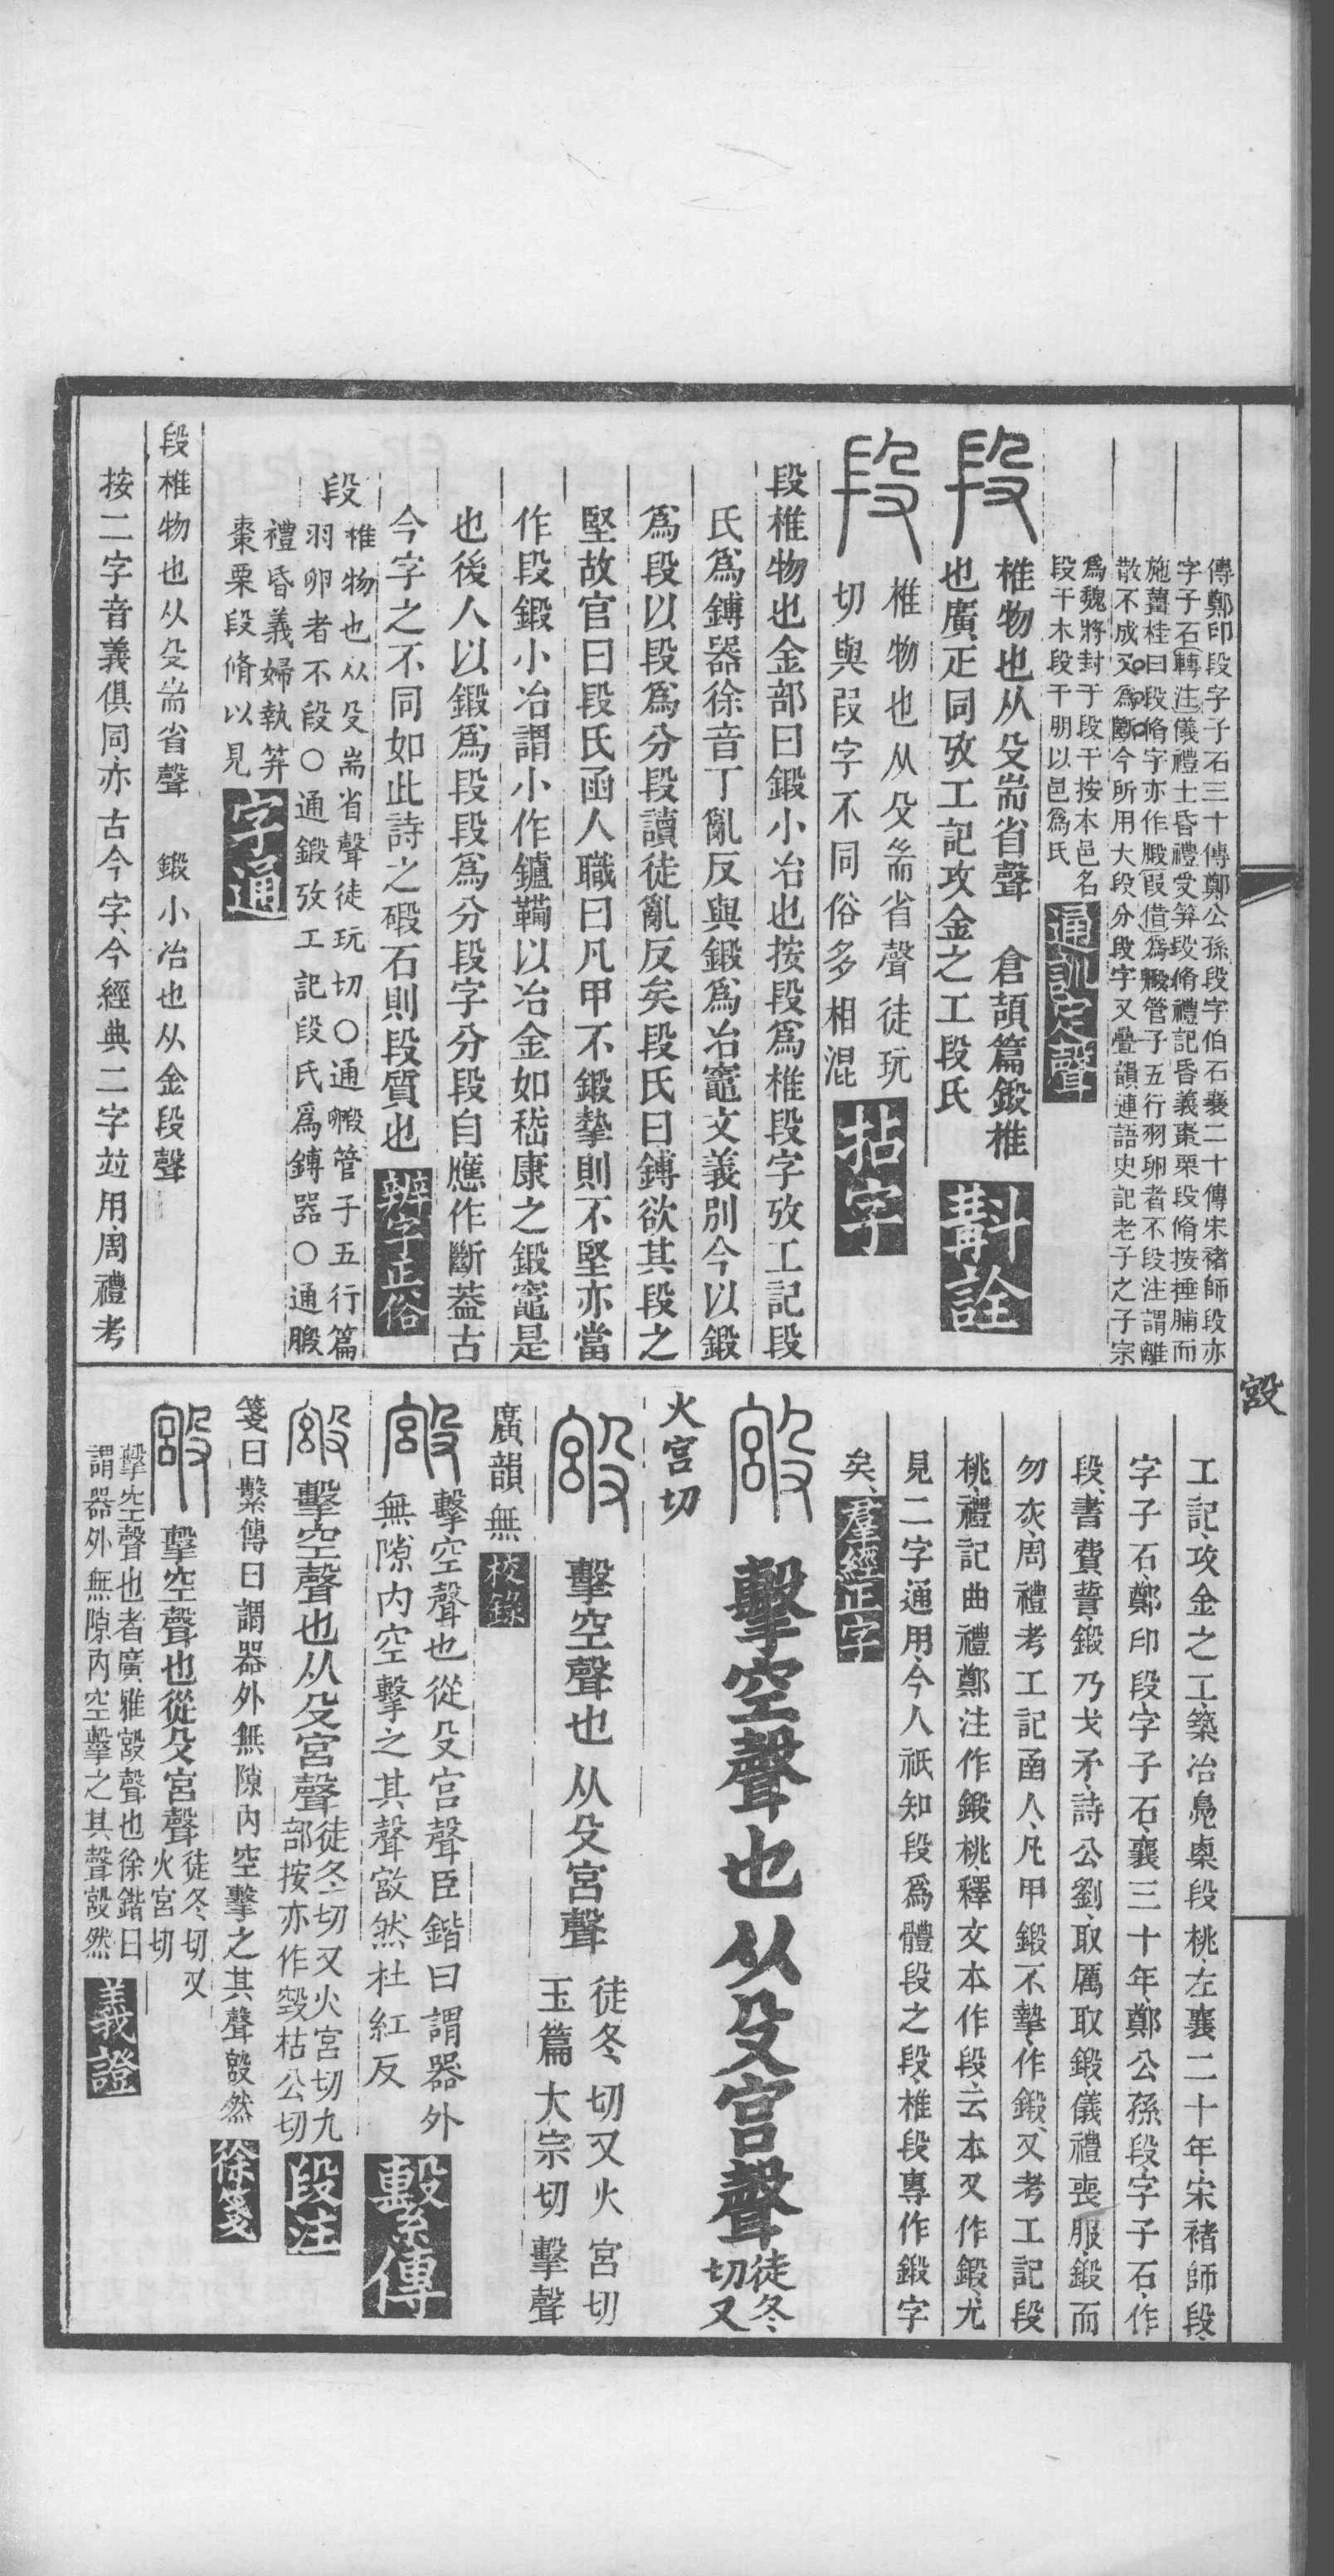 傳鄭印段字子石三十傳鄭公孫段字伯石襄二十傳宋褚師段亦
字子石轉注儀禮士昏禮受笲段脩禮記昏義棗栗段脩按捶脯而
施薑桂曰段脩字亦作腶叚借爲毈管子五行羽卵者不段注謂離
散不成又爲斷今所用大段分段字又疊韻連語史記老子之子宗
爲魏將封于段干按本邑名
段干木段干朋以邑爲氏
通訓定聲
段
椎物也从殳耑省聲 倉頡篇鍛椎
也廣疋同攷工記攻金之工段氏
斠詮
段
椎物也从殳耑省聲徒玩
切與叚字不同俗多相混
拈字
段椎物也金部曰鍛小冶也按段爲椎段字攷工記段
氏爲鎛器徐音丁亂反與鍛爲冶竈文義別今以鍛
爲段以段爲分段讀徒亂反矣段氏曰鎛欲其段之
堅故官曰段氏函人職曰凡甲不鍛摯則不堅亦當
作段鍛小冶謂小作鑪鞴以冶金如嵇康之鍛竈是
也後人以鍛爲段段爲分段字分段自應作斷葢古
今字之不同如此詩之碫石則段質也
辨字正俗
段
椎物也从殳耑省聲徒玩切〇通毈管子五行篇
羽卵者不段〇通鍛攷工記段氏爲鎛器〇通腶
禮昏義婦執笲
棗栗段脩以見
字通
段椎物也从殳耑省聲 鍛小冶也从金段聲
按二字音義俱同亦古今字今經典二字竝用周禮考
㲂
工記攻金之工築冶鳧㮚段桃左襄二十年宋褚師段
字子石鄭印段字子石襄三十年鄭公孫段字子石作
段書費誓鍛乃戈矛詩公劉取厲取鍛儀禮喪服鍛而
勿灰周禮考工記函人凡甲鍛不摯作鍛又考工記段
桃禮記曲禮鄭注作鍛桃釋文本作段云本又作鍛尤
見二字通用今人祇知段爲體段之段椎段專作鍛字
矣
羣經正字
㲂
擊空聲也从殳宮聲
徒冬
切又
火宮切
㲂
擊空聲也从殳宮聲
徒冬切又火宮切
玉篇大宗切擊聲
廣韻無
校錄
㲂
擊空聲也從殳宮聲臣鍇曰謂器外
無隙内空擊之其聲㲂然杜紅反
繫傳
㲂
擊空聲也从殳宮聲
徒冬切又火宮切九
部按亦作㲁枯公切
段注
箋曰繫傳曰謂器外無隙内空擊之其聲㲂然
徐箋
㲂
擊空聲也從殳宮聲
徒冬切又
火宮切
擊空聲也者廣雅㲂聲也徐鍇曰
謂器外無隙内空擊之其聲㲂然
義證